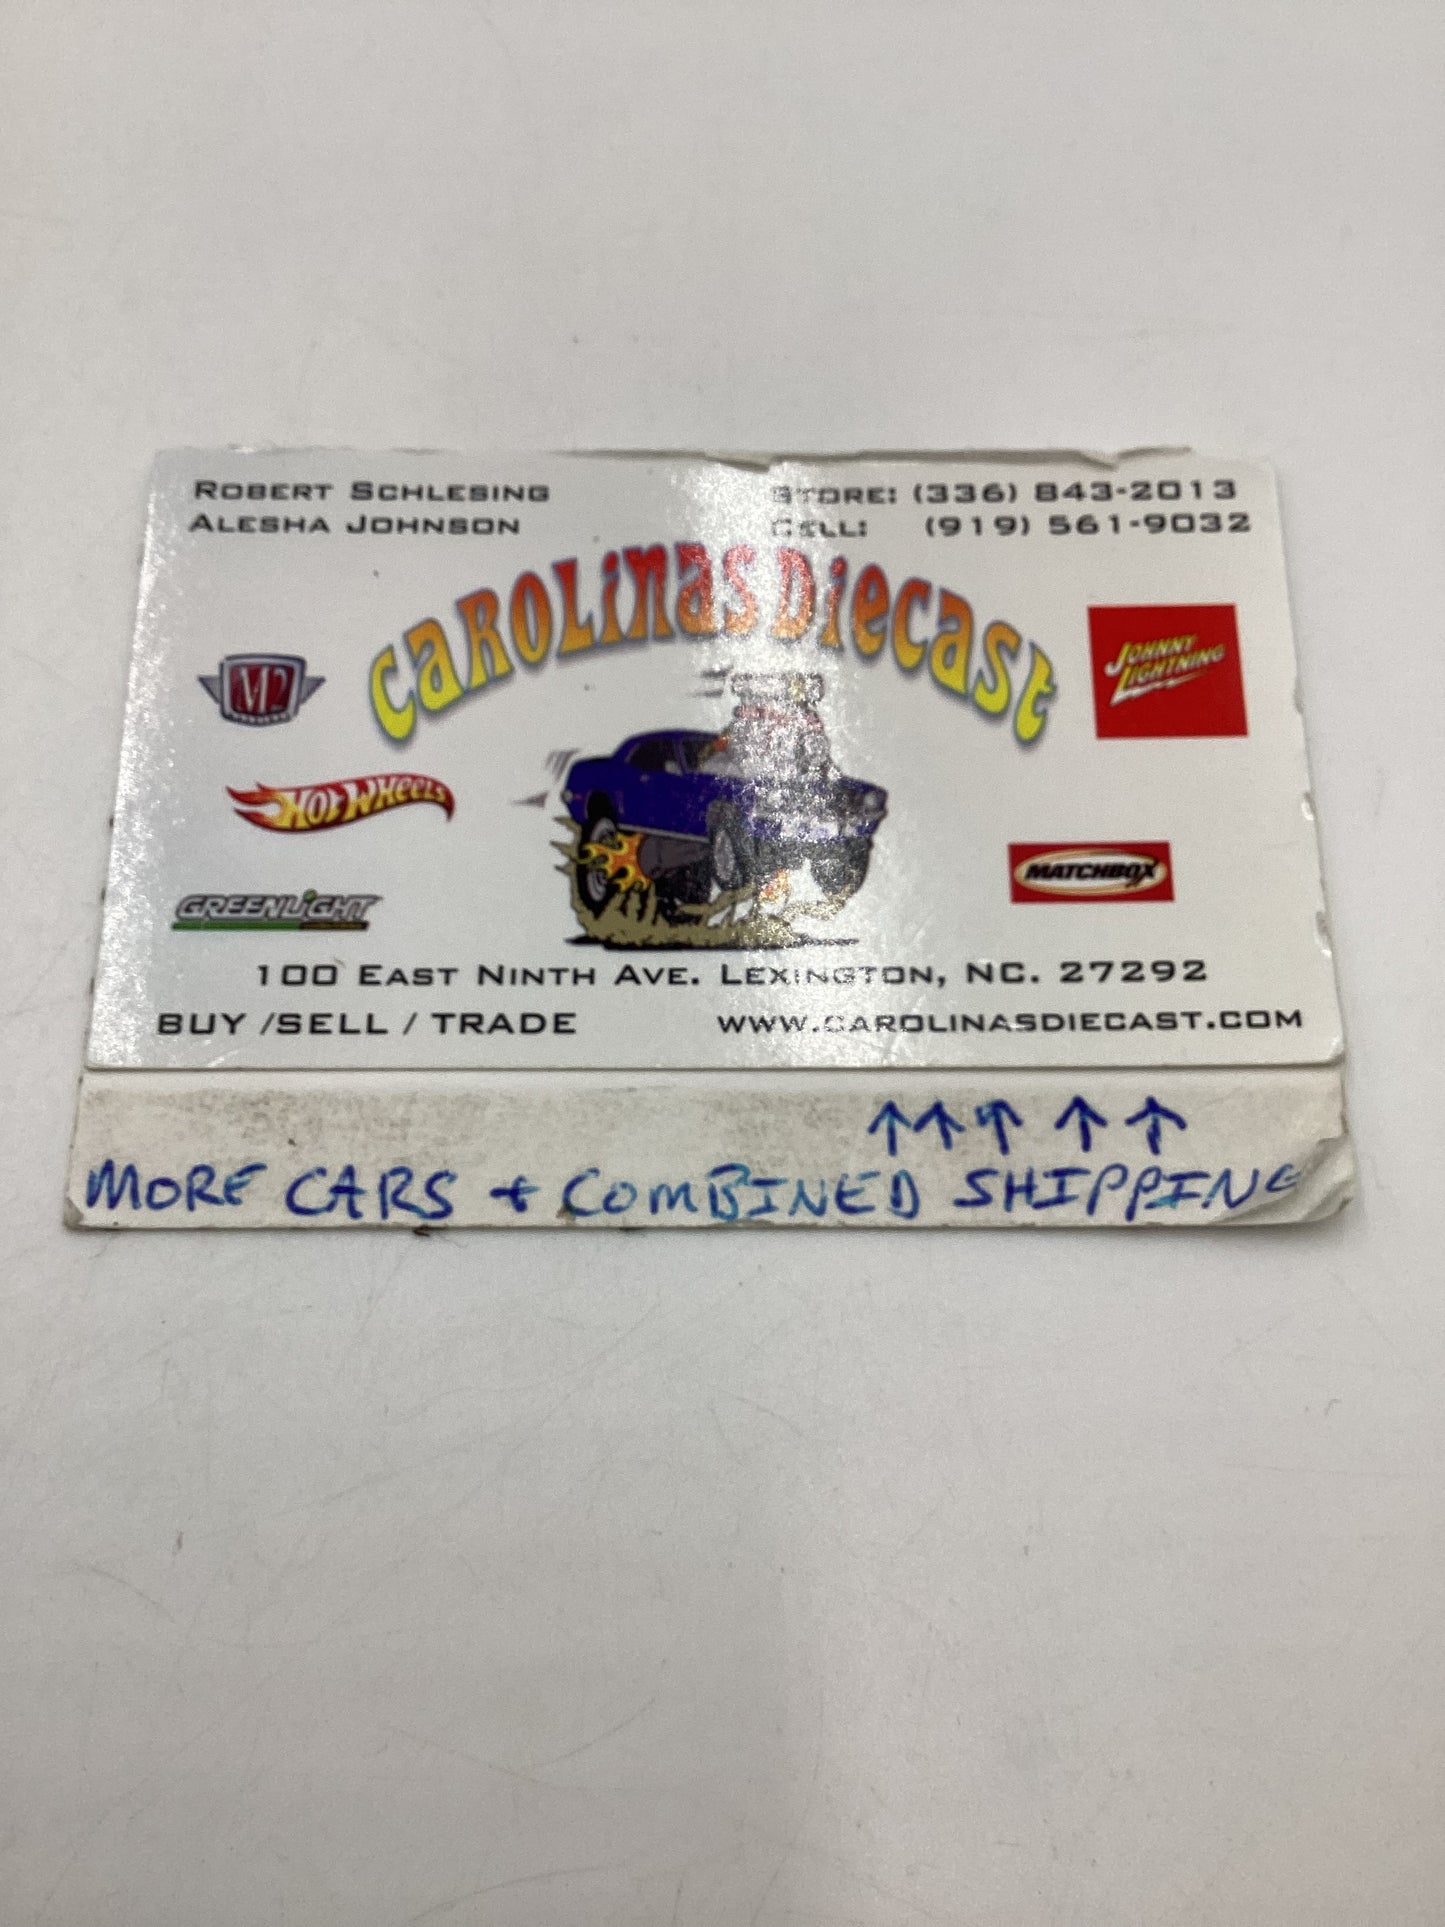 ROBERT SCHLESING
ALESHA JOHNSON
STORE: (336) 843-2013
CELL: (919) 561-9032
CAROLINAS DIECAST
M2
HOT WHEELS
GREENLIGHT
JOHNNY
LIGHTNING
MATCHBOX
100 EAST NINTH AVE. LEXINGTON, NC. 27292
BUY /SELL / TRADE
WWW.CAROLINASDIECAST.COM
MORE CARS + COMBINED SHIPPING